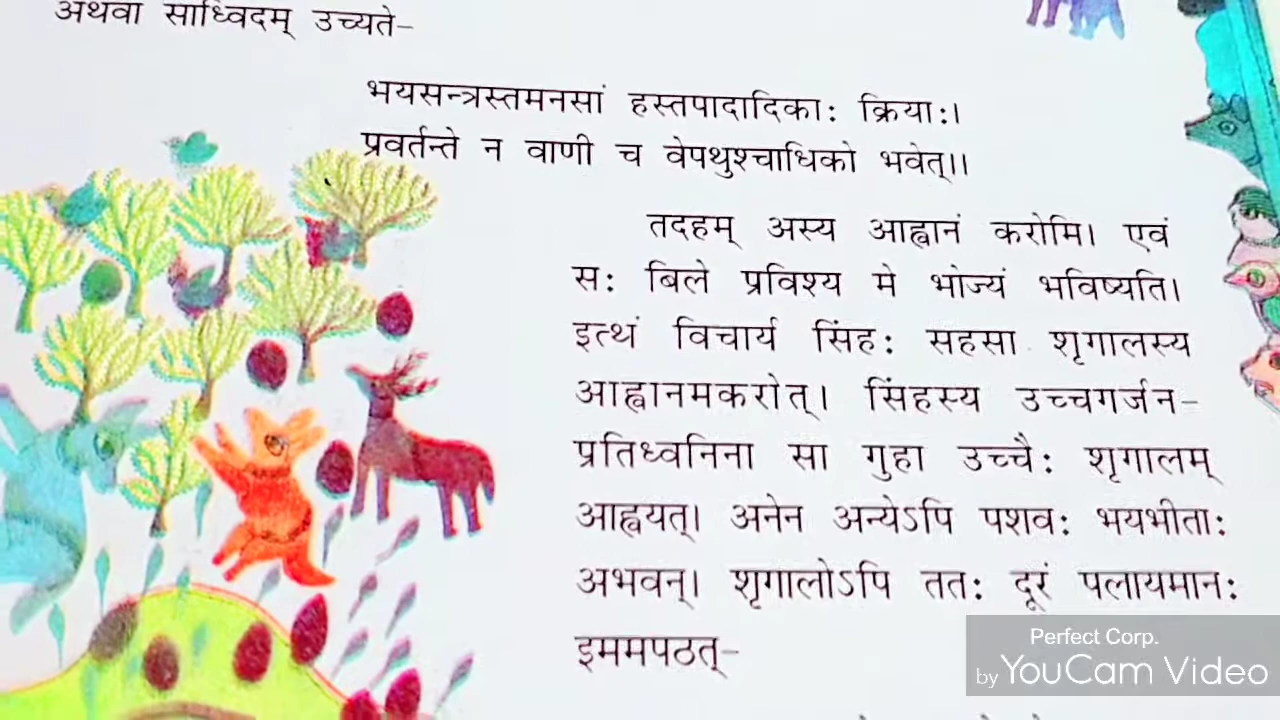 अथवा साध्विदम् उच्यते-
भयसन्त्रस्तमनसां हस्तपादादिकाः क्रियाः।
प्रवर्तन्ते न वाणी च वेपथुश्चाधिको भवेत्।।
तदहम् अस्य आह्वानं करोमि। एवं
सः बिले प्रविश्य मे भोज्यं भविष्यति।
इत्थं विचार्य सिंहः सहसा शृगालस्य
आह्वानमकरोत्। सिंहस्य उच्चगर्जन-
प्रतिध्वनिना सा गुहा उच्चैः शृगालम्
आह्वयत्। अनेन अन्येऽपि पशवः भयभीताः
अभवन्। शृगालोऽपि ततः दूरं पलायमानः
इममपठत्-
Perfect Corp.
by YouCam Video